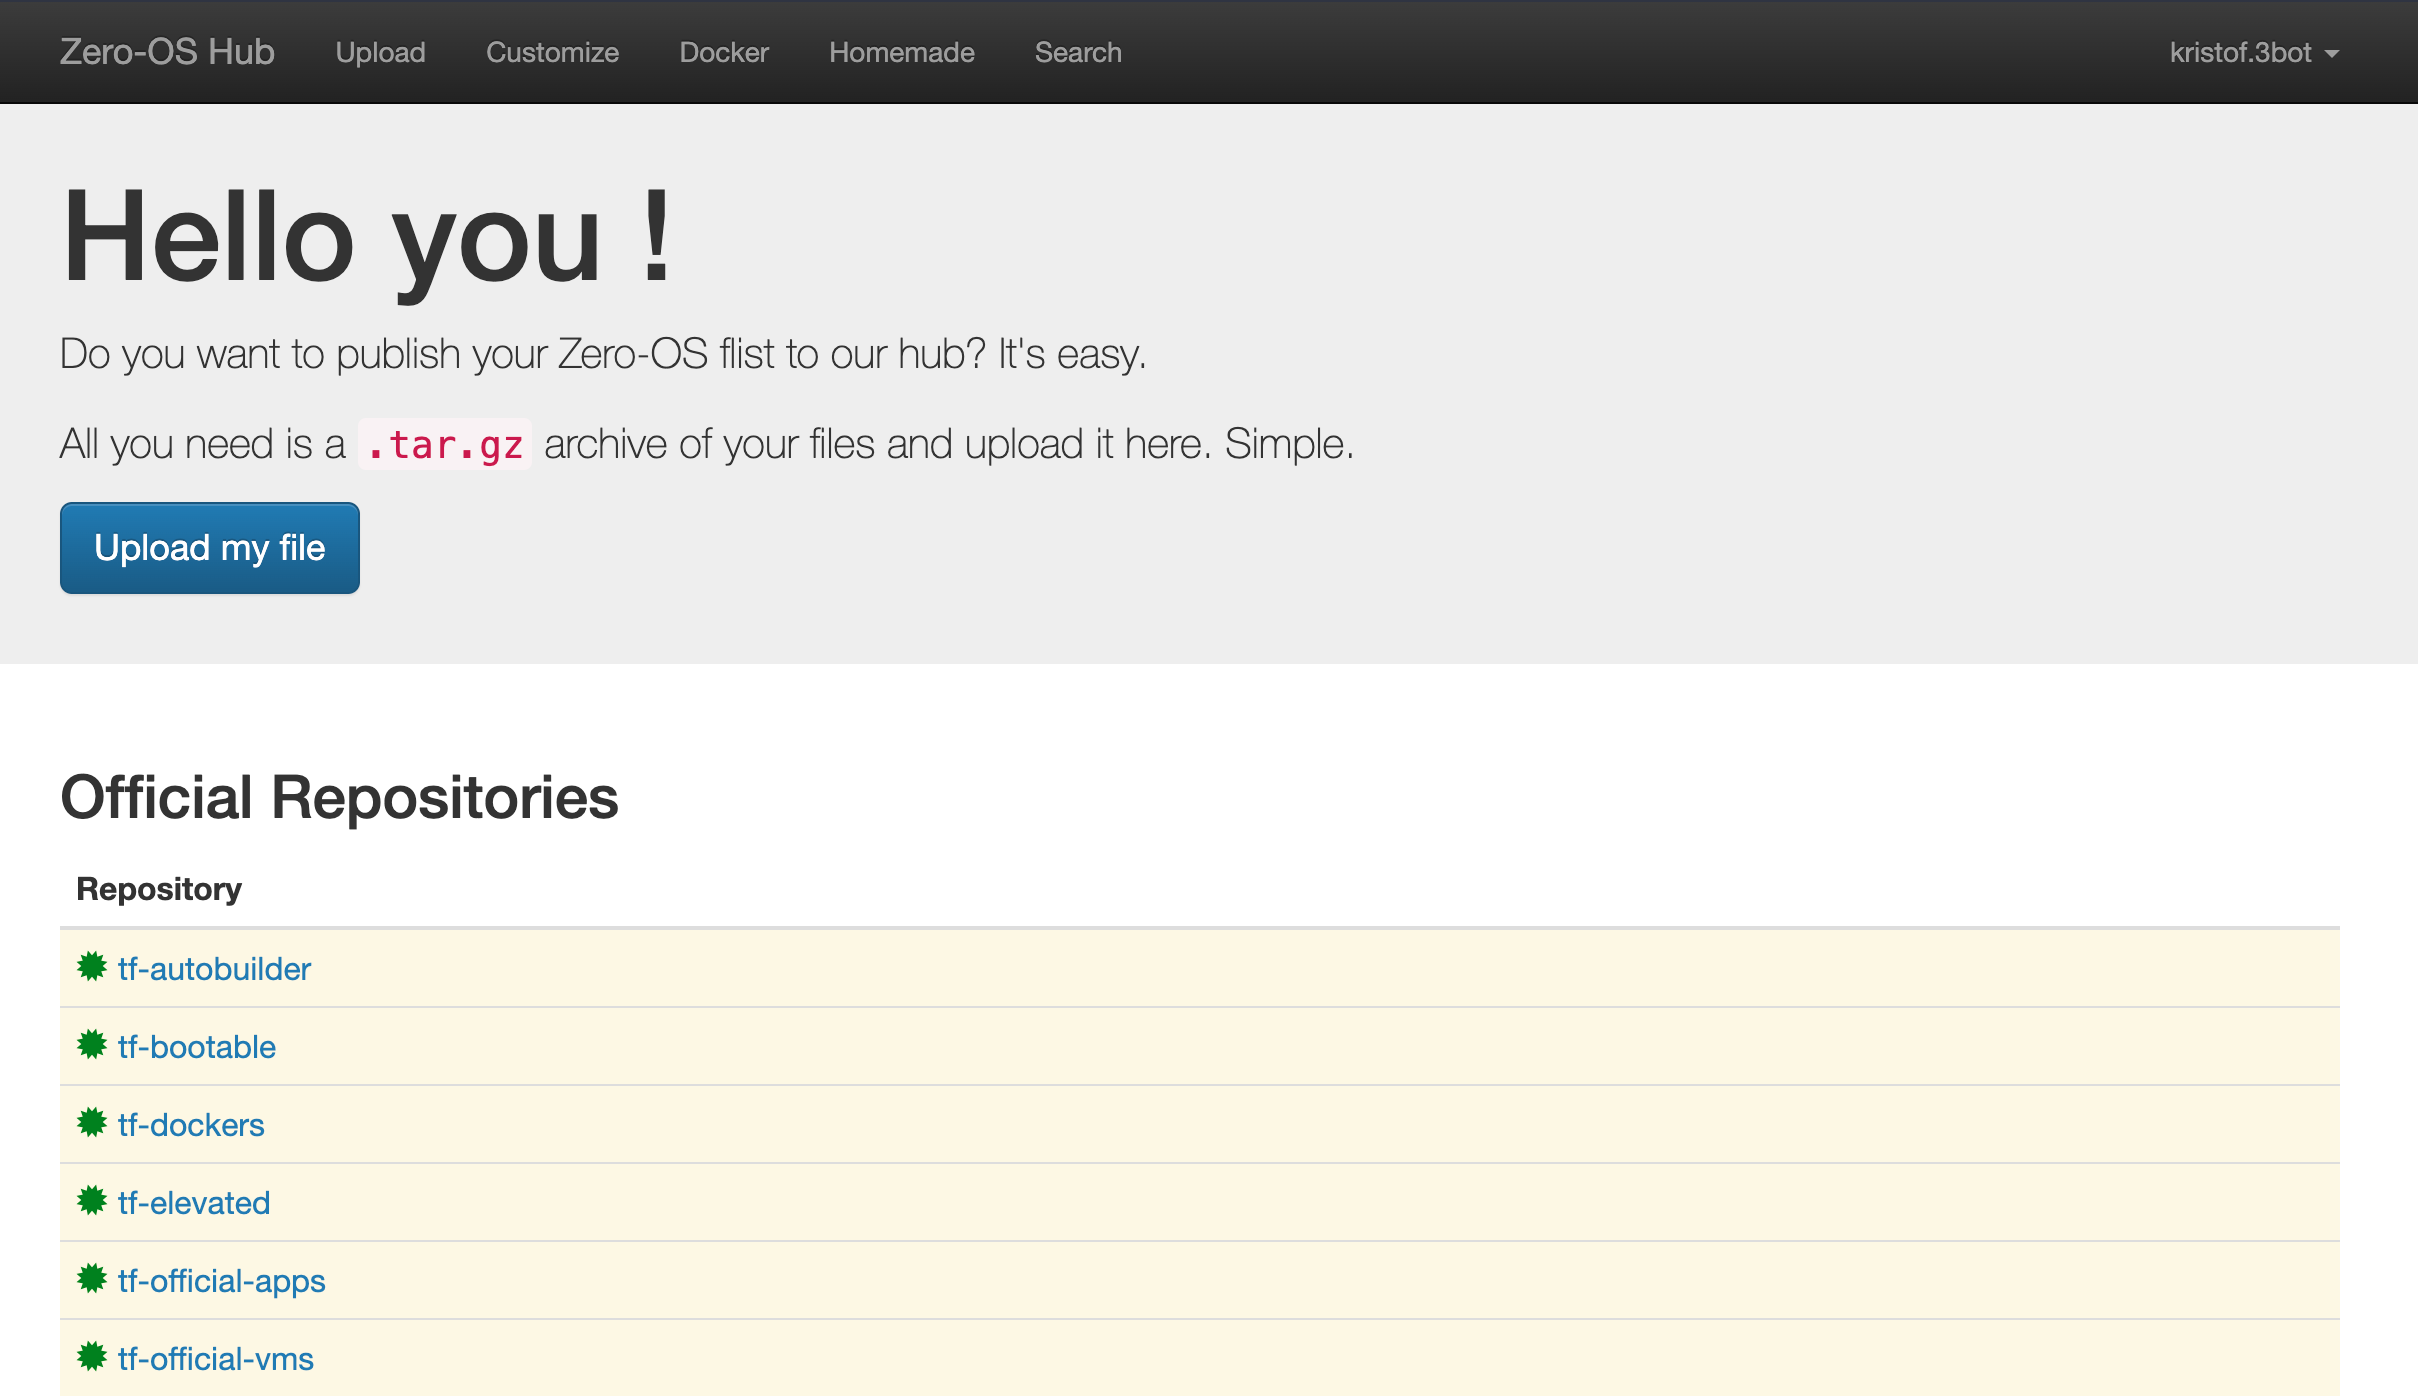 Zero-OS Hub Upload Customize Docker Homemade Search kristof.3bot
Hello you !
Do you want to publish your Zero-OS flist to our hub? It's easy.
All you need is a .tar.gz archive of your files and upload it here. Simple.
Upload my file
Official Repositories
Repository
tf-autobuilder
tf-bootable
tf-dockers
tf-elevated
tf-official-apps
tf-official-vms